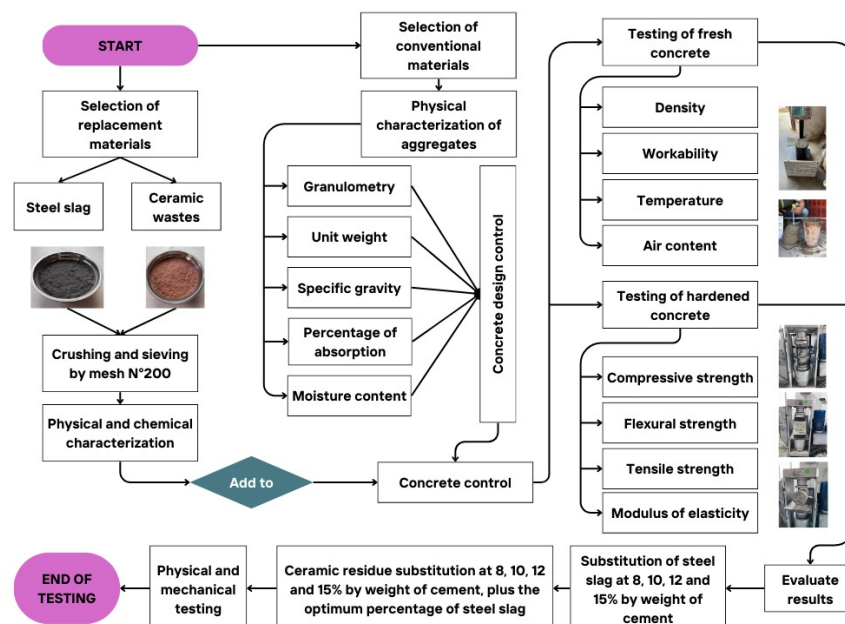 START
Selection of
conventional
materials
Testing of fresh
concrete
Selection of
replacement
materials
Physical
characterization of
aggregates
Density
Workability
Temperature
Air content
Steel slag
Ceramic
wastes
Granulometry
Unit weight
Specific gravity
Percentage of
absorption
Moisture content
Concrete design control
Testing of hardened
concrete
Crushing and sieving
by mesh N°200
Compressive strength
Flexural strength
Tensile strength
Modulus of elasticity
Physical and chemical
characterization
Add to
Concrete control
END OF
TESTING
Physical and
mechanical
testing
Ceramic residue substitution at 8, 10, 12
and 15% by weight of cement, plus the
optimum percentage of steel slag
Substitution of steel
slag at 8, 10, 12 and
15% by weight of
cement
Evaluate
results